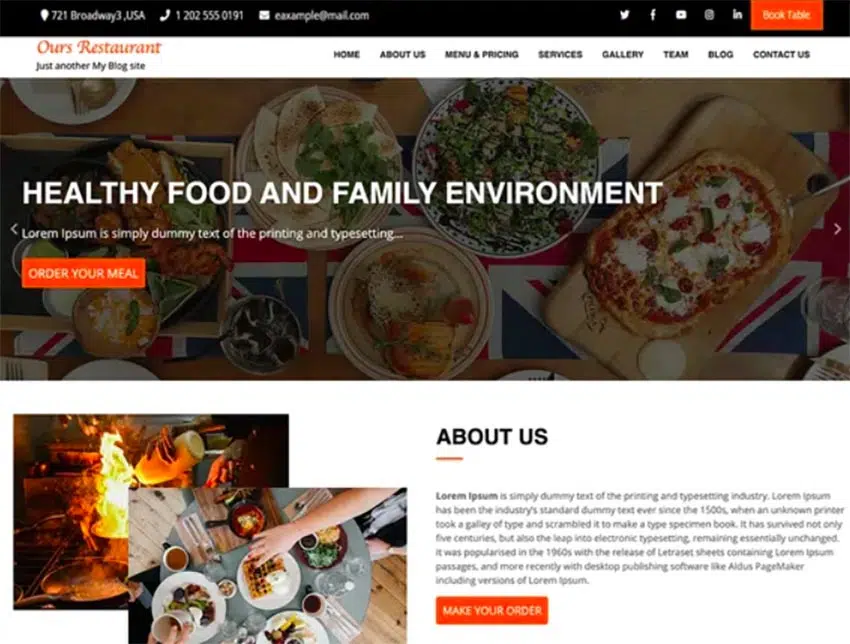 721 Broadway3 ,USA 1 202 555 0191 eaxample@mail.com Book Table
Ours Restaurant
Just another My Blog site
HOME ABOUT US MENU & PRICING SERVICES GALLERY TEAM BLOG CONTACT US
HEALTHY FOOD AND FAMILY ENVIRONMENT
Lorem Ipsum is simply dummy text of the printing and typesetting...
ORDER YOUR MEAL
ABOUT US
Lorem Ipsum is simply dummy text of the printing and typesetting industry. Lorem Ipsum
has been the industry's standard dummy text ever since the 1500s, when an unknown printer
took a galley of type and scrambled it to make a type specimen book. It has survived not only
five centuries, but also the leap into electronic typesetting, remaining essentially unchanged.
It was popularised in the 1960s with the release of Letraset sheets containing Lorem Ipsum
passages, and more recently with desktop publishing software like Aldus PageMaker
including versions of Lorem Ipsum.
MAKE YOUR ORDER